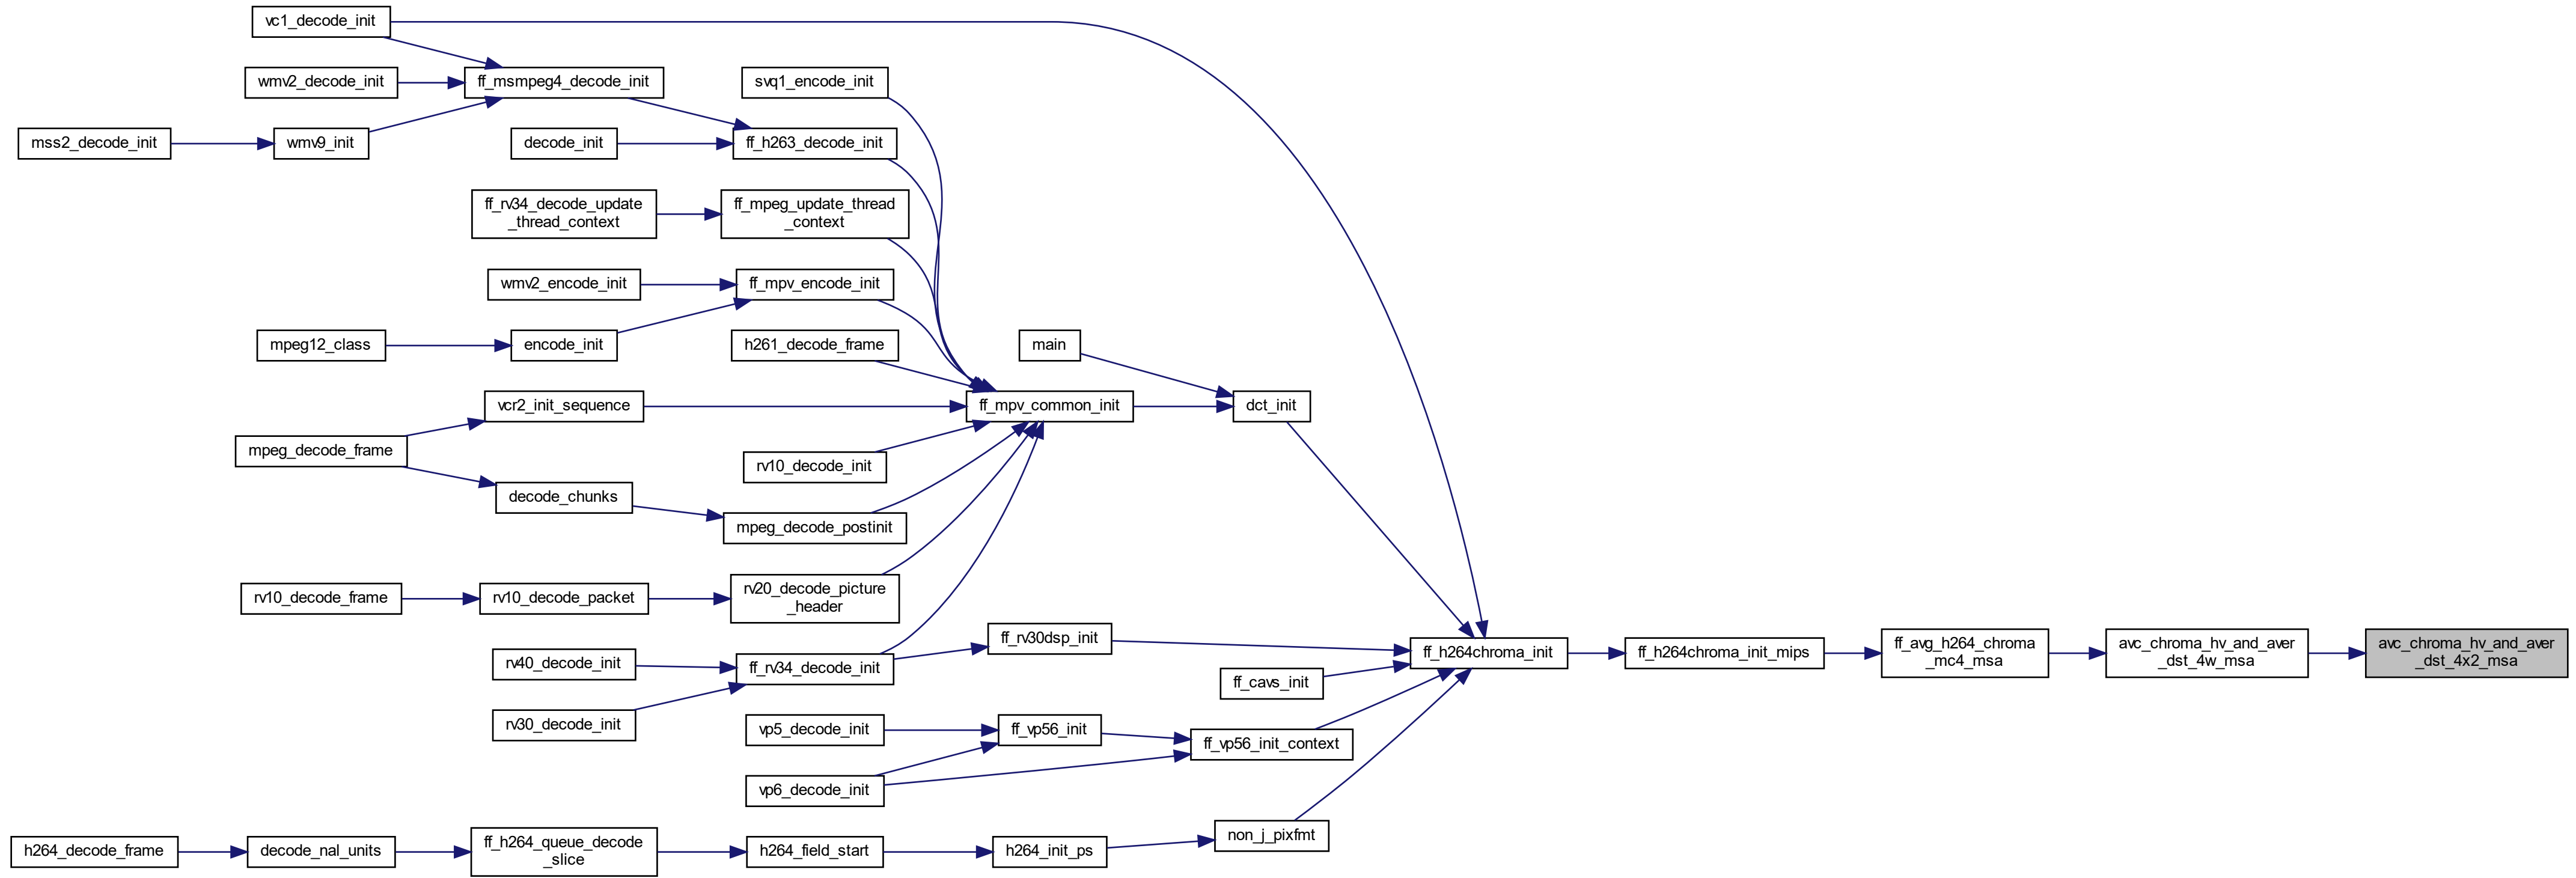 vc1_decode_init
wmv2_decode_init
ff_msmpeg4_decode_init
svq1_encode_init
mss2_decode_init
wmv9_init
decode_init
ff_h263_decode_init
ff_rv34_decode_update
_thread_context
ff_mpeg_update_thread
_context
wmv2_encode_init
ff_mpv_encode_init
mpeg12_class
encode_init
h261_decode_frame
main
vcr2_init_sequence
ff_mpv_common_init
dct_init
mpeg_decode_frame
rv10_decode_init
decode_chunks
mpeg_decode_postinit
rv10_decode_frame
rv10_decode_packet
rv20_decode_picture
_header
rv40_decode_init
ff_rv34_decode_init
ff_rv30dsp_init
ff_h264chroma_init
ff_h264chroma_init_mips
ff_avg_h264_chroma
_mc4_msa
avc_chroma_hv_and_aver
_dst_4w_msa
avc_chroma_hv_and_aver
_dst_4x2_msa
ff_cavs_init
rv30_decode_init
vp5_decode_init
ff_vp56_init
ff_vp56_init_context
vp6_decode_init
non_j_pixfmt
h264_decode_frame
decode_nal_units
ff_h264_queue_decode
_slice
h264_field_start
h264_init_ps